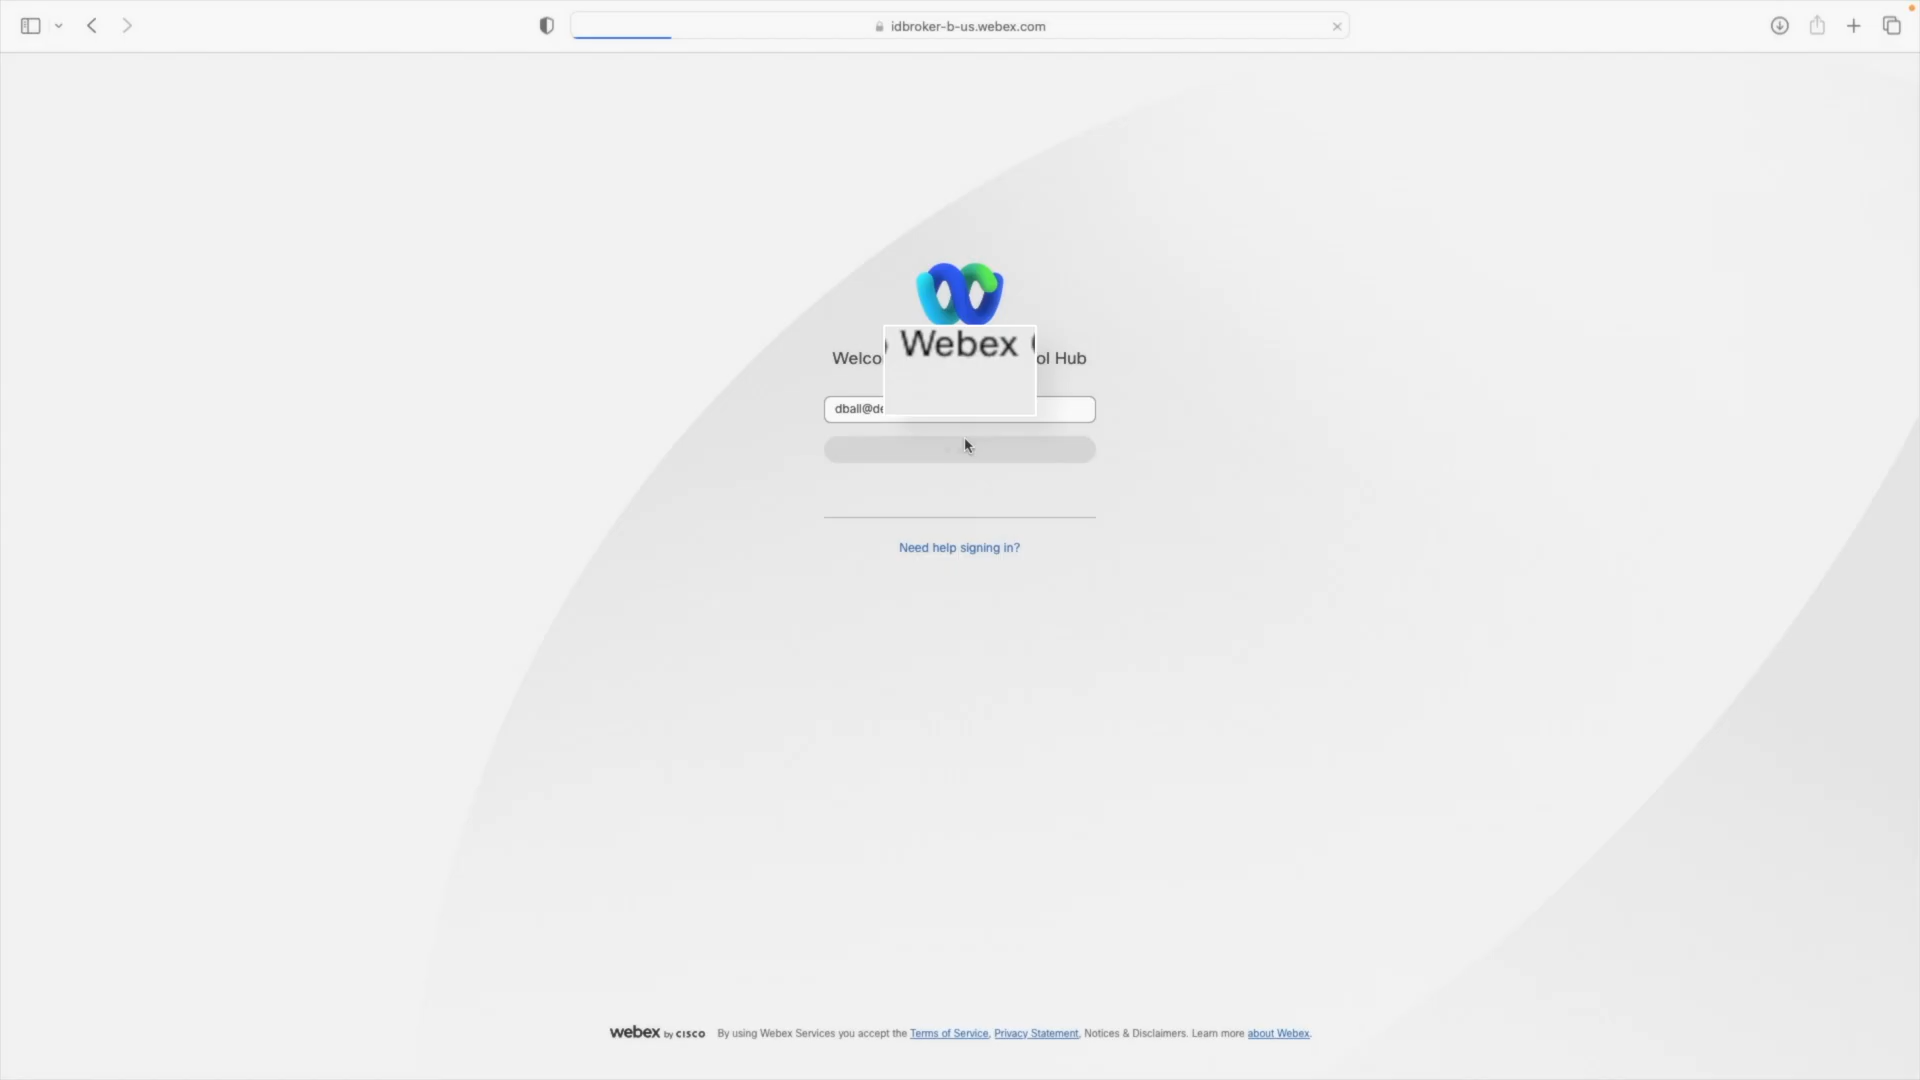 idbroker-b-us.webex.com
Webex
Welco ol Hub
dball@de
Need help signing in?
webex by cisco By using Webex Services you accept the Terms of Service, Privacy Statement, Notices & Disclaimers. Learn more about Webex.